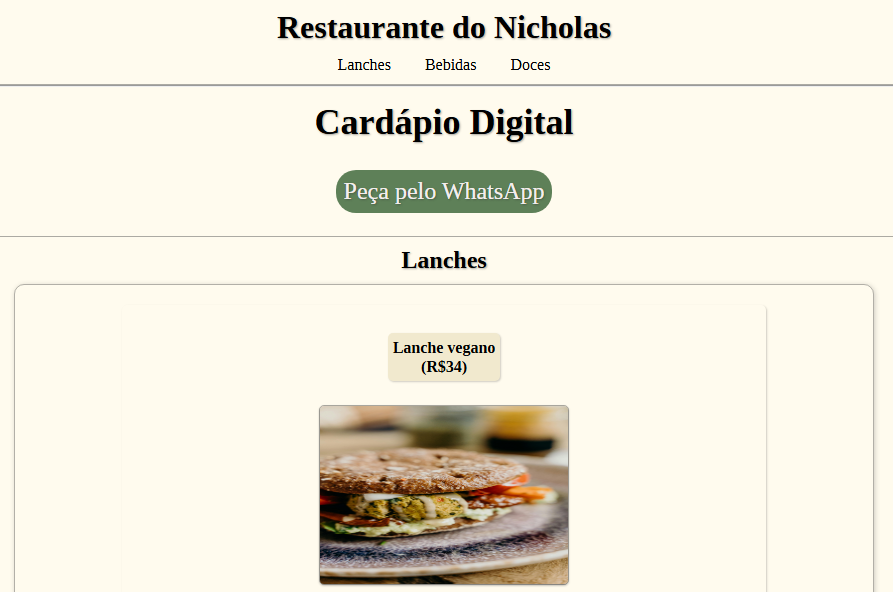 Restaurante do Nicholas
Lanches Bebidas Doces
Cardápio Digital
Peça pelo WhatsApp
Lanches
Lanche vegano
(R$34)